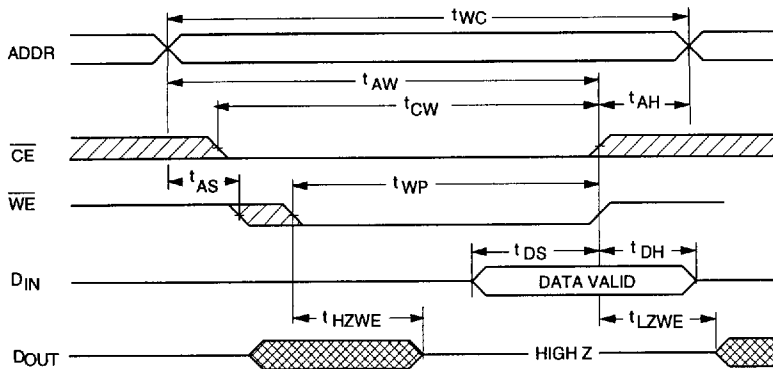 tWC
ADDR
tAW
tCW
tAH
CE
tAS
tWP
WE
tDS
tDH
DIN
DATA VALID
tHZWE
tLZWE
DOUT
HIGH Z